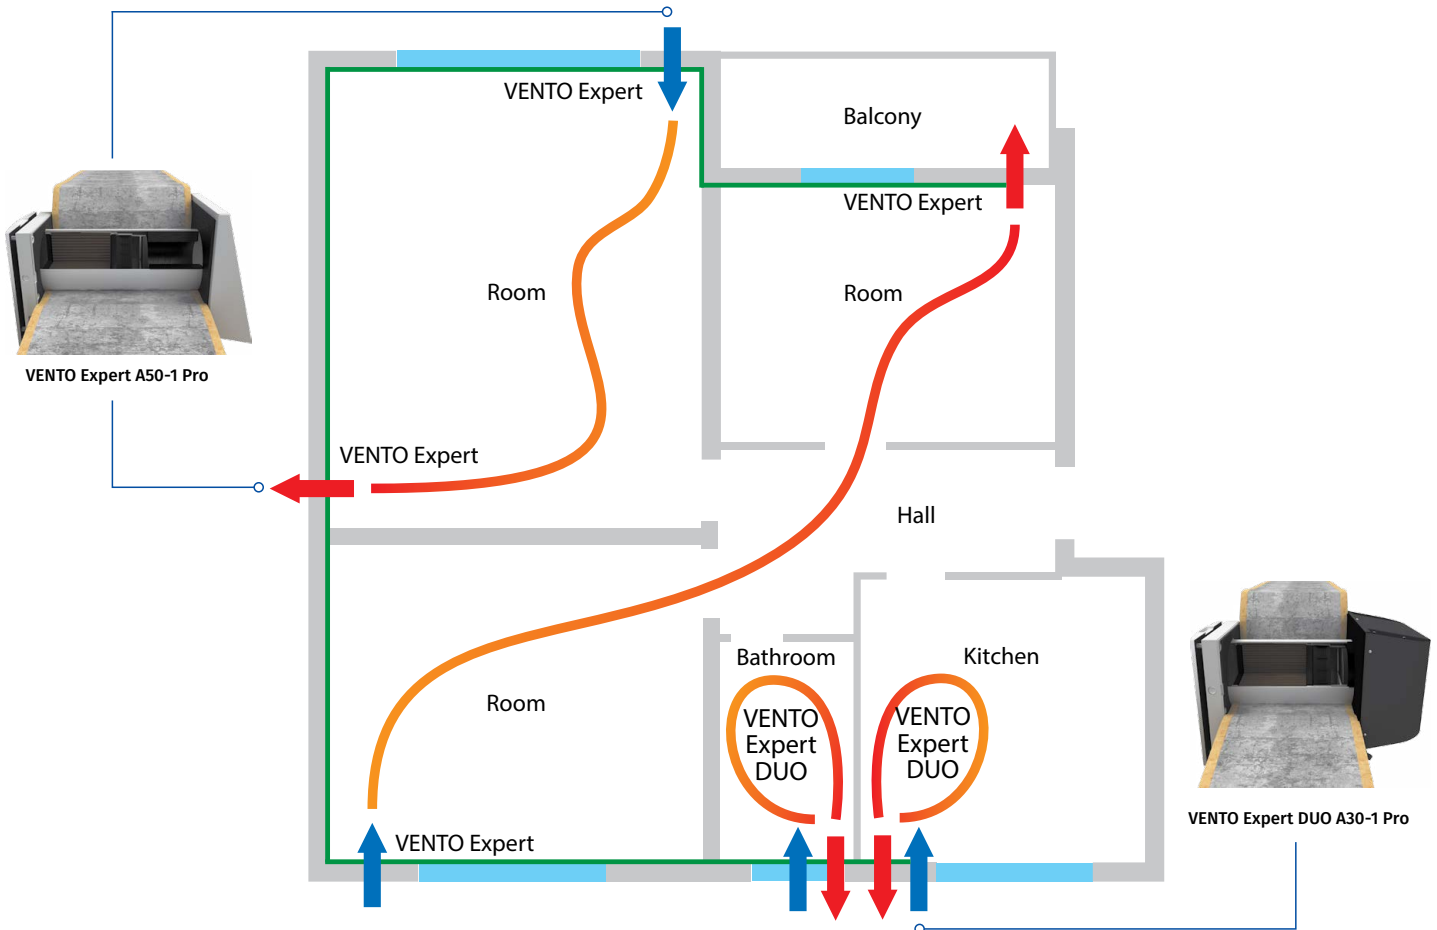 VENTO Expert
Balcony
VENTO Expert
Room
Room
VENTO Expert A50-1 Pro
VENTO Expert
Hall
Bathroom
Kitchen
Room
VENTO
Expert
DUO
VENTO
Expert
DUO
VENTO Expert DUO A30-1 Pro
VENTO Expert